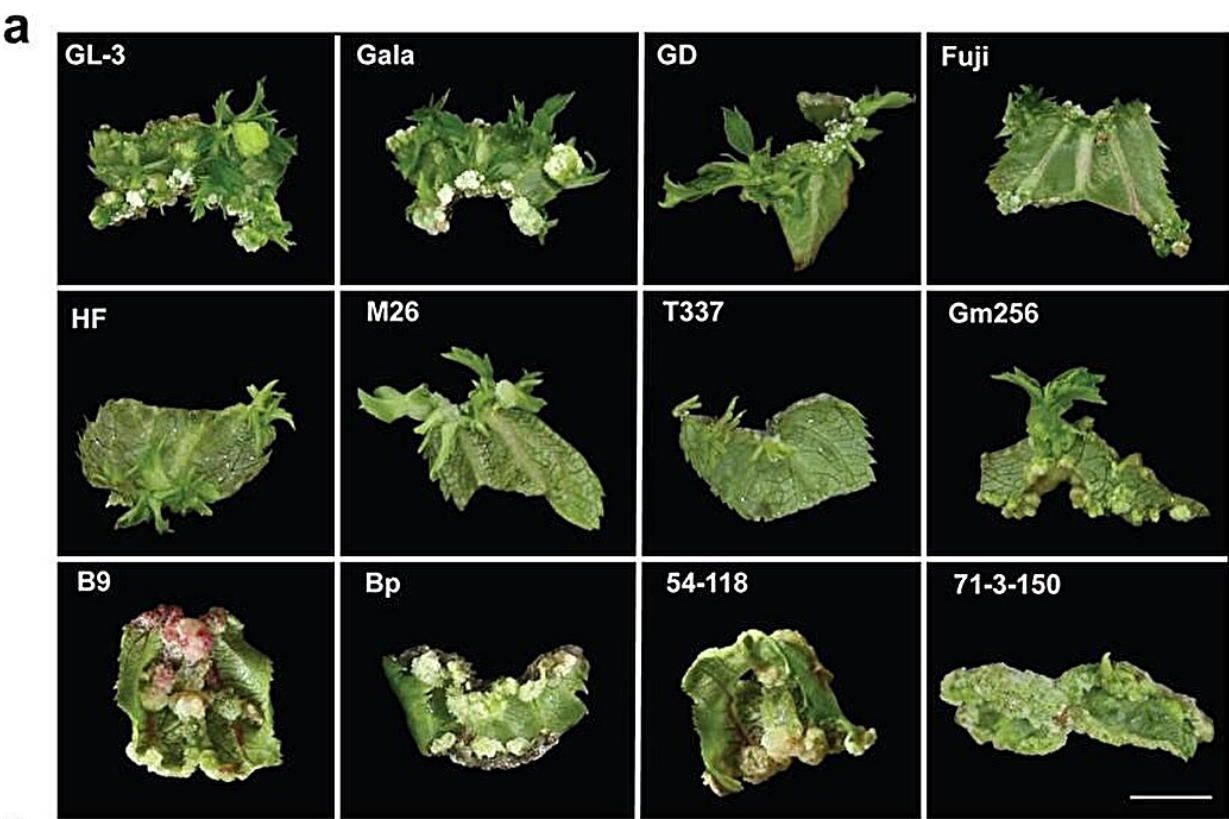 a
GL-3
Gala
GD
Fuji
HF
M26
T337
Gm256
B9
Bp
54-118
71-3-150